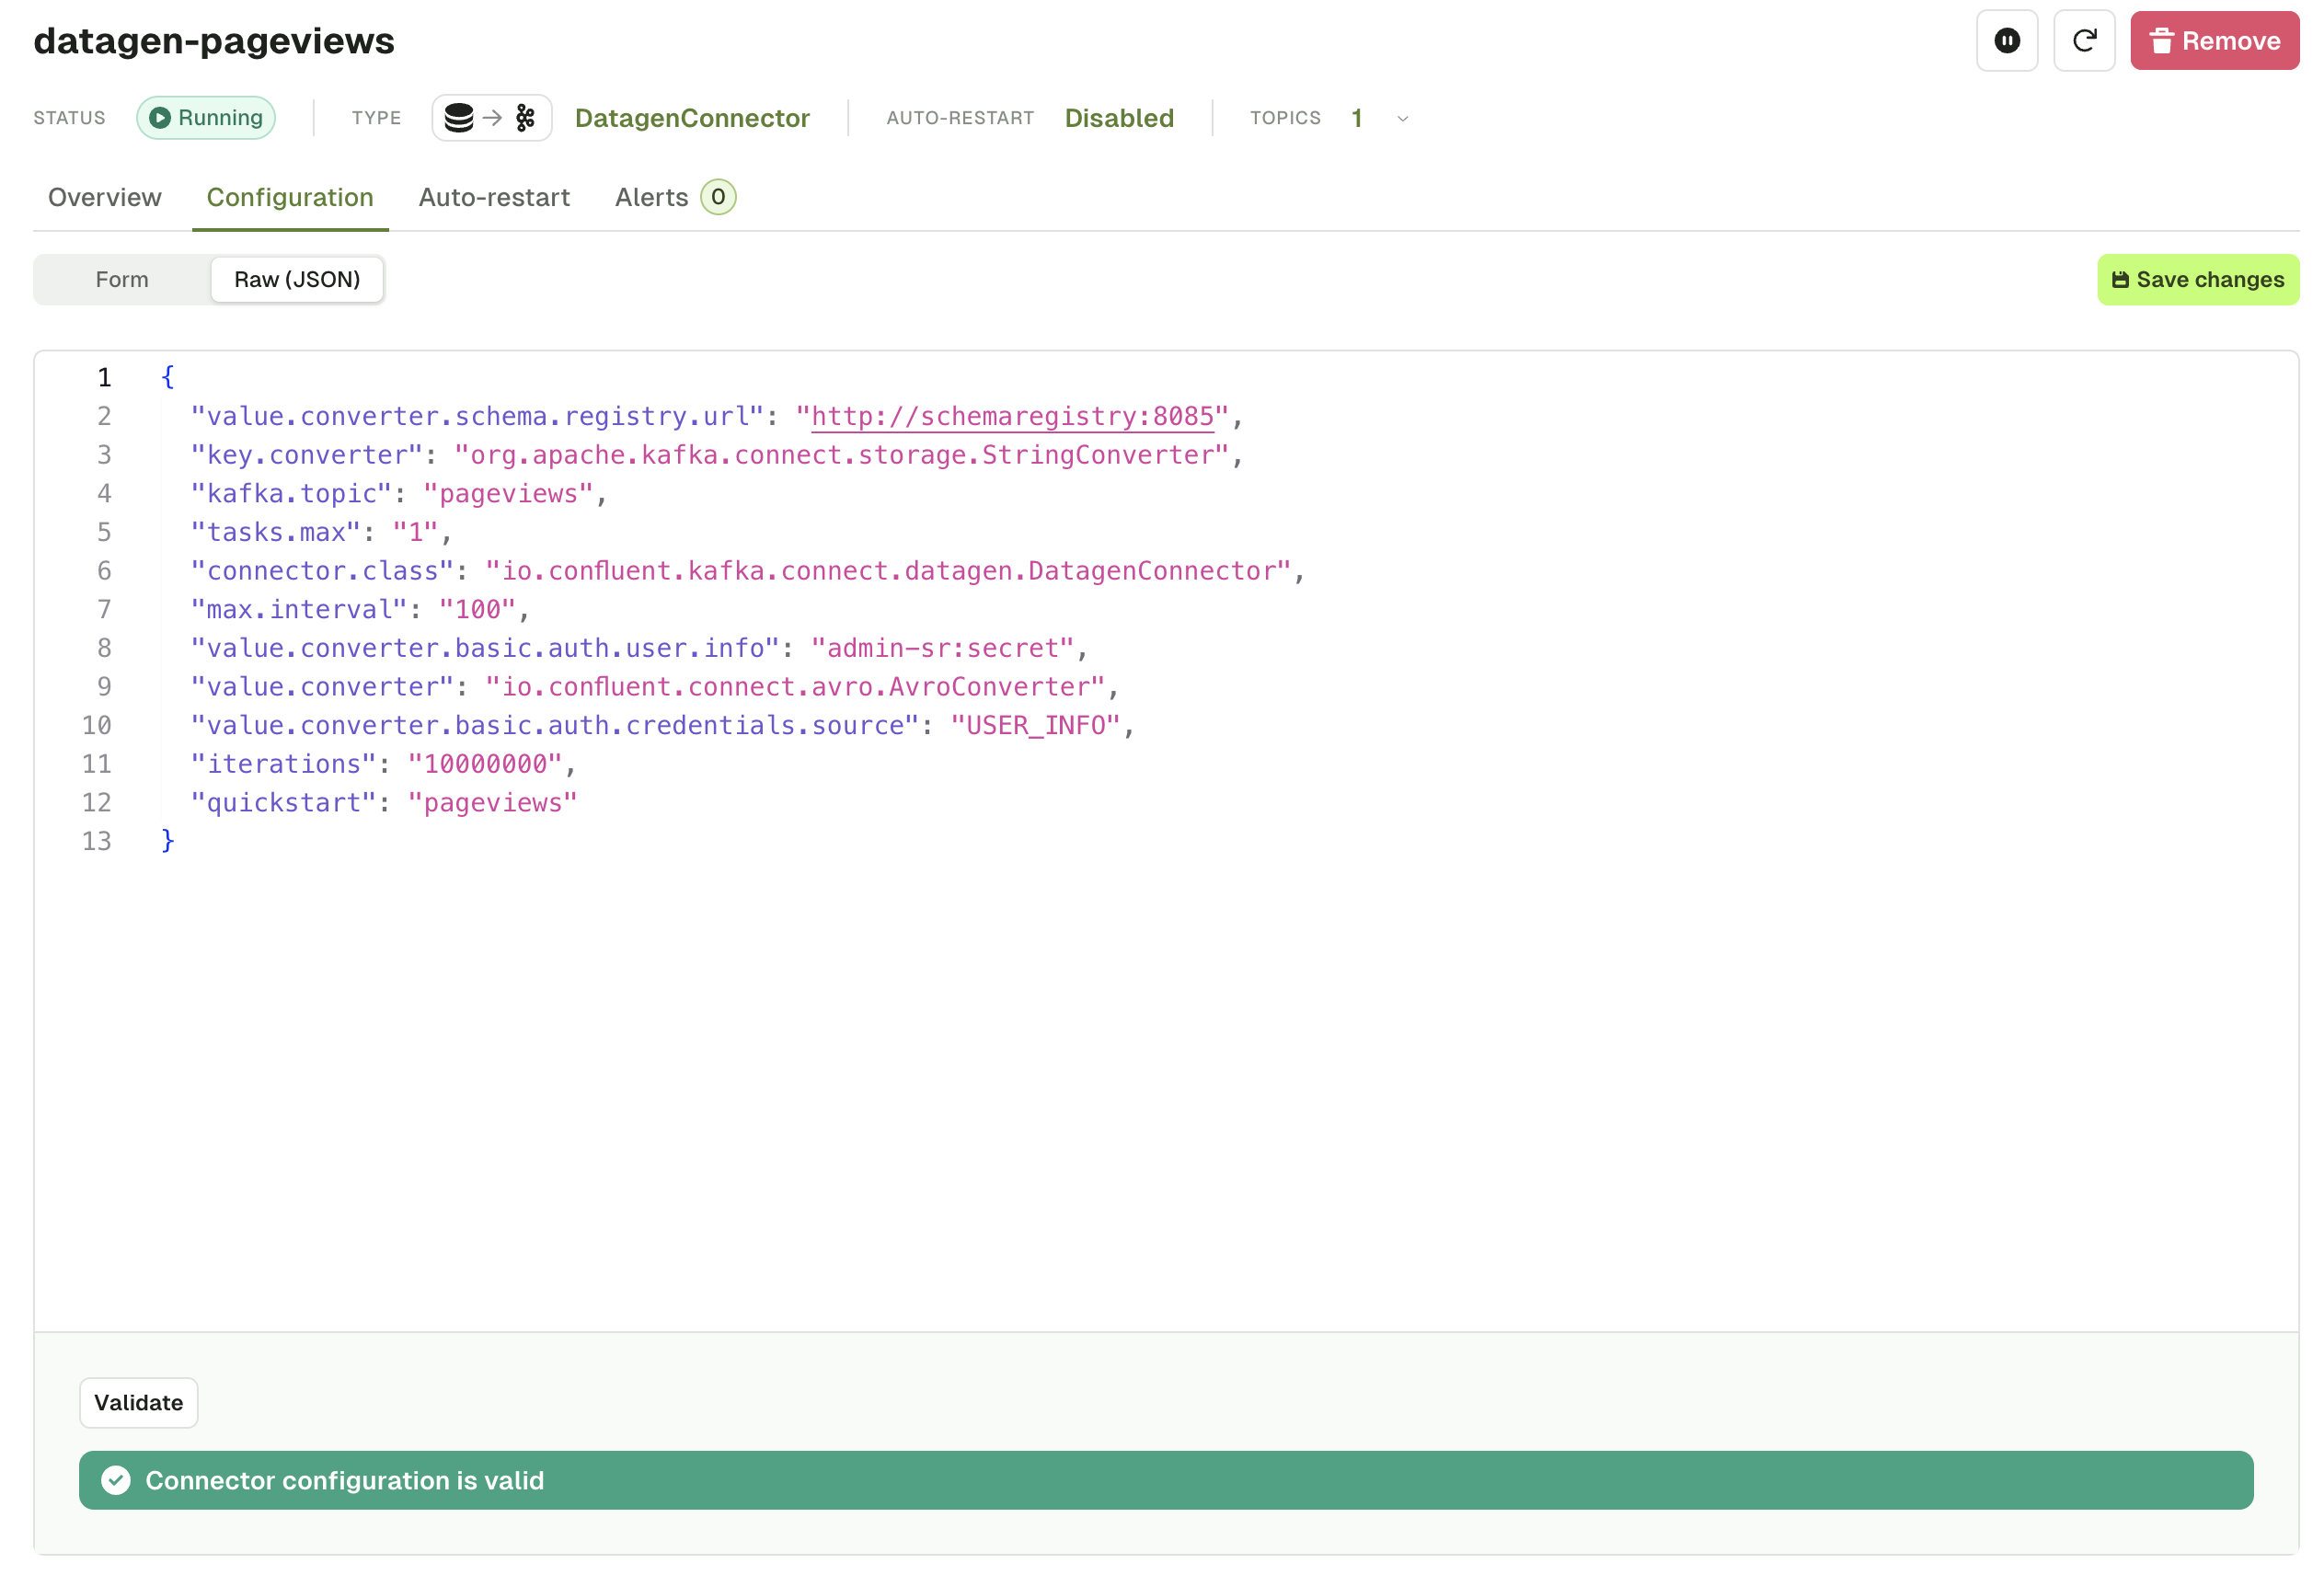 datagen-pageviews
Remove
STATUS Running TYPE DatagenConnector AUTO-RESTART Disabled TOPICS 1
Overview Configuration Auto-restart Alerts 0
Form Raw (JSON) Save changes
1 {
2 "value.converter.schema.registry.url": "http://schemaregistry:8085",
3 "key.converter": "org.apache.kafka.connect.storage.StringConverter",
4 "kafka.topic": "pageviews",
5 "tasks.max": "1",
6 "connector.class": "io.confluent.kafka.connect.datagen.DatagenConnector",
7 "max.interval": "100",
8 "value.converter.basic.auth.user.info": "admin-sr:secret",
9 "value.converter": "io.confluent.connect.avro.AvroConverter",
10 "value.converter.basic.auth.credentials.source": "USER_INFO",
11 "iterations": "10000000",
12 "quickstart": "pageviews"
13 }
Validate
Connector configuration is valid